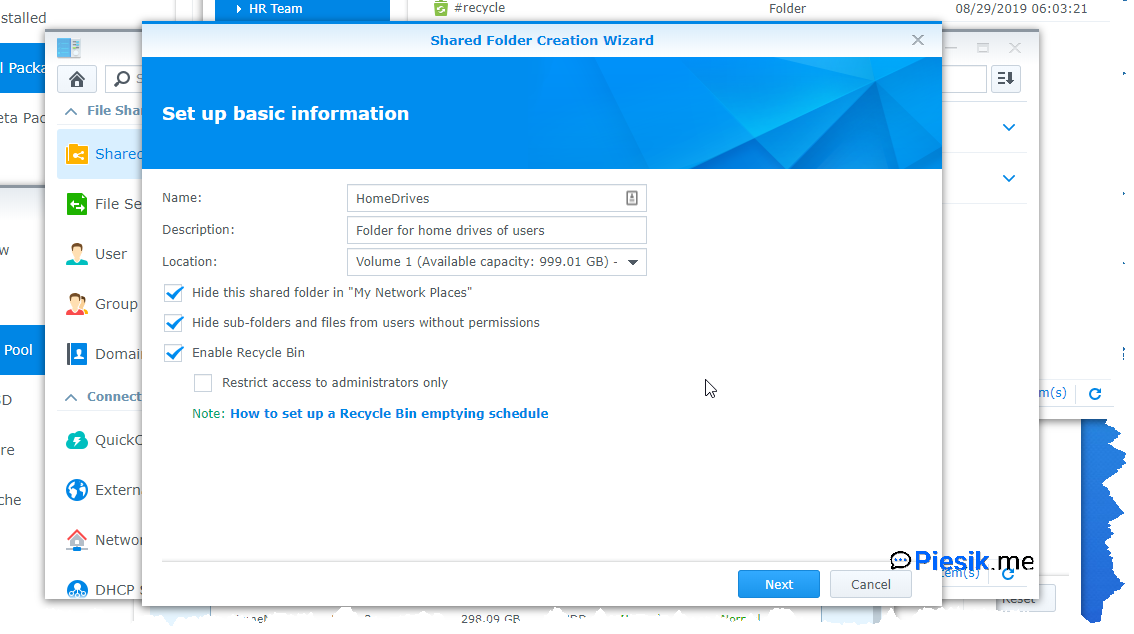 stalled
HR Team
#recycle
Folder
08/29/2019 06:03:21
Shared Folder Creation Wizard
l Packa
eta Pac
File Shar
Set up basic information
Shared
File Se
User
Group
Domai
Connect
QuickC
Extern
Networ
DHCP S
w
Pool
D
re
che
Name:
HomeDrives
Description:
Folder for home drives of users
Location:
Volume 1 (Available capacity: 999.01 GB) -
Hide this shared folder in "My Network Places"
Hide sub-folders and files from users without permissions
Enable Recycle Bin
Restrict access to administrators only
Note: How to set up a Recycle Bin emptying schedule
m(s)
Piesik.me
tem(s)
Next
Cancel
Reset
298.09 GB